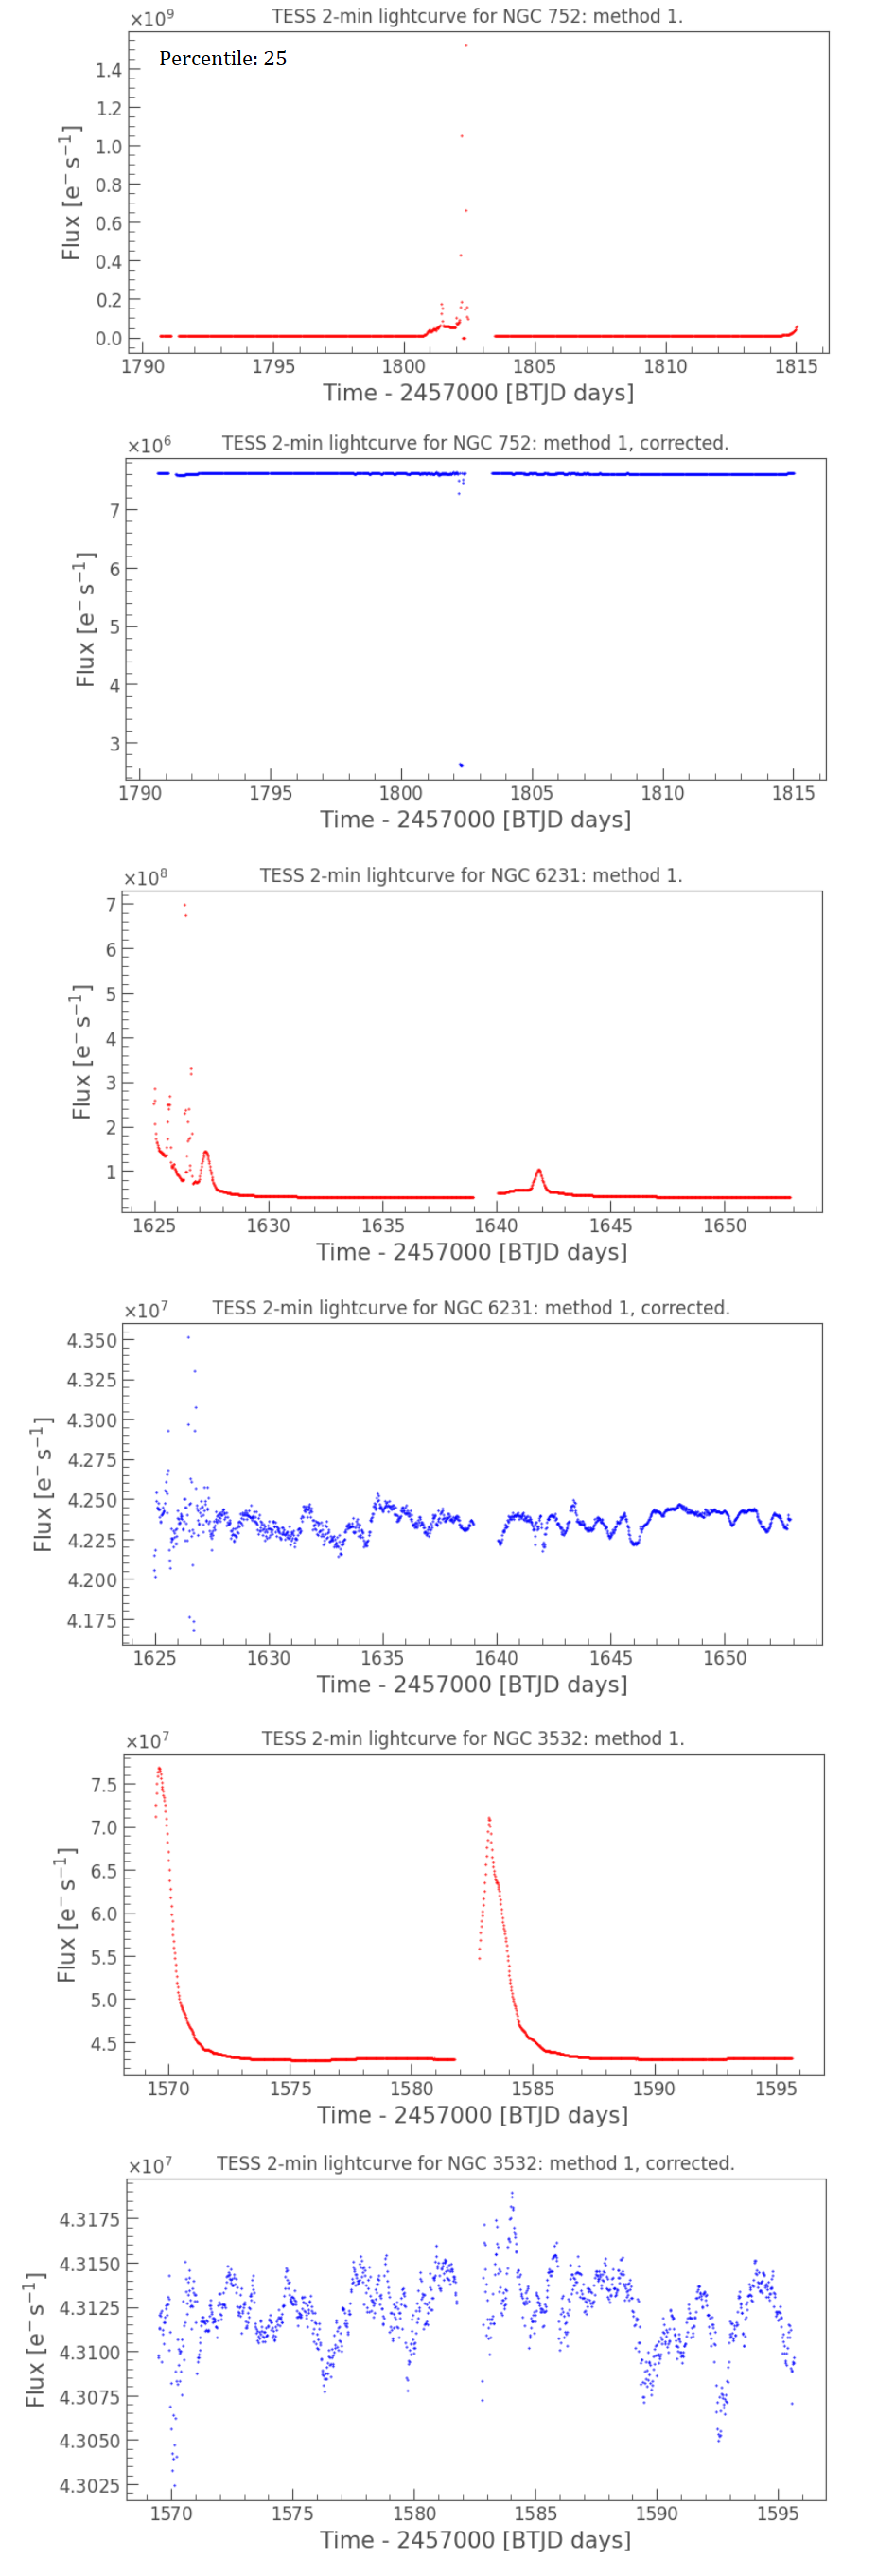 ×10⁹
TESS 2-min lightcurve for NGC 752: method 1.
Percentile: 25
1.4
1.2
1.0
0.8
0.6
0.4
0.2
0.0
Flux [e⁻ s⁻¹]
1790 1795 1800 1805 1810 1815
Time - 2457000 [BTJD days]
×10⁶
TESS 2-min lightcurve for NGC 752: method 1, corrected.
7
6
5
4
3
Flux [e⁻ s⁻¹]
1790 1795 1800 1805 1810 1815
Time - 2457000 [BTJD days]
×10⁸
TESS 2-min lightcurve for NGC 6231: method 1.
7
6
5
4
3
2
1
Flux [e⁻ s⁻¹]
1625 1630 1635 1640 1645 1650
Time - 2457000 [BTJD days]
×10⁷
TESS 2-min lightcurve for NGC 6231: method 1, corrected.
4.350
4.325
4.300
4.275
4.250
4.225
4.200
4.175
Flux [e⁻ s⁻¹]
1625 1630 1635 1640 1645 1650
Time - 2457000 [BTJD days]
×10⁷
TESS 2-min lightcurve for NGC 3532: method 1.
7.5
7.0
6.5
6.0
5.5
5.0
4.5
Flux [e⁻ s⁻¹]
1570 1575 1580 1585 1590 1595
Time - 2457000 [BTJD days]
×10⁷
TESS 2-min lightcurve for NGC 3532: method 1, corrected.
4.3175
4.3150
4.3125
4.3100
4.3075
4.3050
4.3025
Flux [e⁻ s⁻¹]
1570 1575 1580 1585 1590 1595
Time - 2457000 [BTJD days]